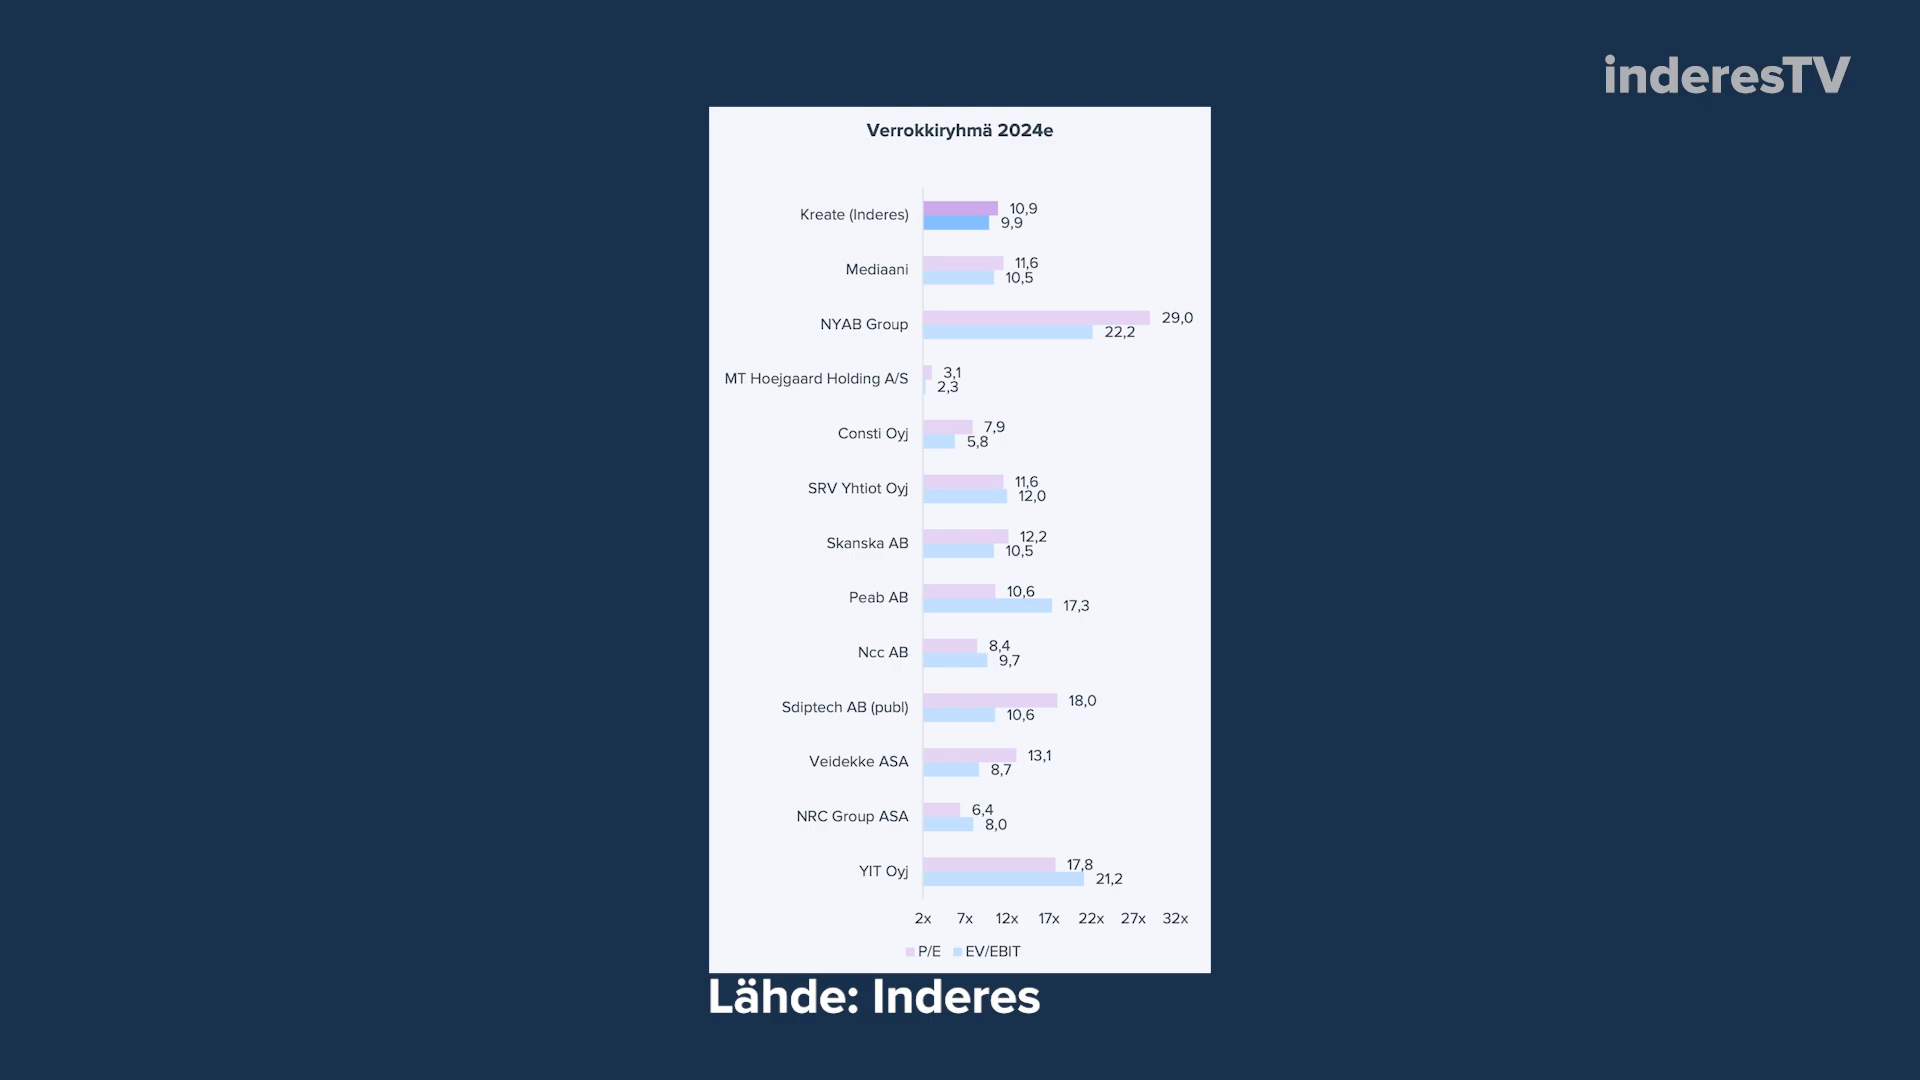 inderesTV
Verrokkiryhmä 2024e
Kreate (Inderes)
10,9
9,9
Mediaani
11,6
10,5
NYAB Group
29,0
22,2
MT Hoejgaard Holding A/S
3,1
2,3
Consti Oyj
7,9
5,8
SRV Yhtiot Oyj
11,6
12,0
Skanska AB
12,2
10,5
Peab AB
10,6
17,3
Ncc AB
8,4
9,7
Sdiptech AB (publ)
18,0
10,6
Veidekke ASA
13,1
8,7
NRC Group ASA
6,4
8,0
YIT Oyj
17,8
21,2
2x 7x 12x 17x 22x 27x 32x
P/E EV/EBIT
Lähde: Inderes